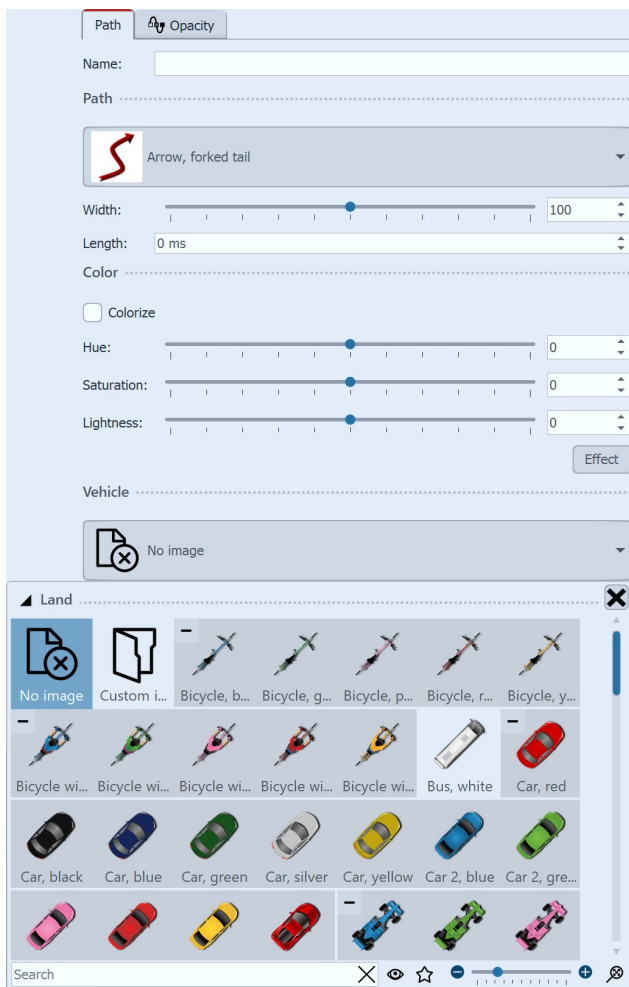 Path Opacity
Name:
Path
Arrow, forked tail
Width: 100
Length: 0 ms
Color
Colorize
Hue: 0
Saturation: 0
Lightness: 0
Effect
Vehicle
No image
Land
No image Custom i... Bicycle, b... Bicycle, g... Bicycle, p... Bicycle, r... Bicycle, y...
Bicycle wi... Bicycle wi... Bicycle wi... Bicycle wi... Bicycle wi... Bus, white Car, red
Car, black Car, blue Car, green Car, silver Car, yellow Car 2, blue Car 2, gre...
Search